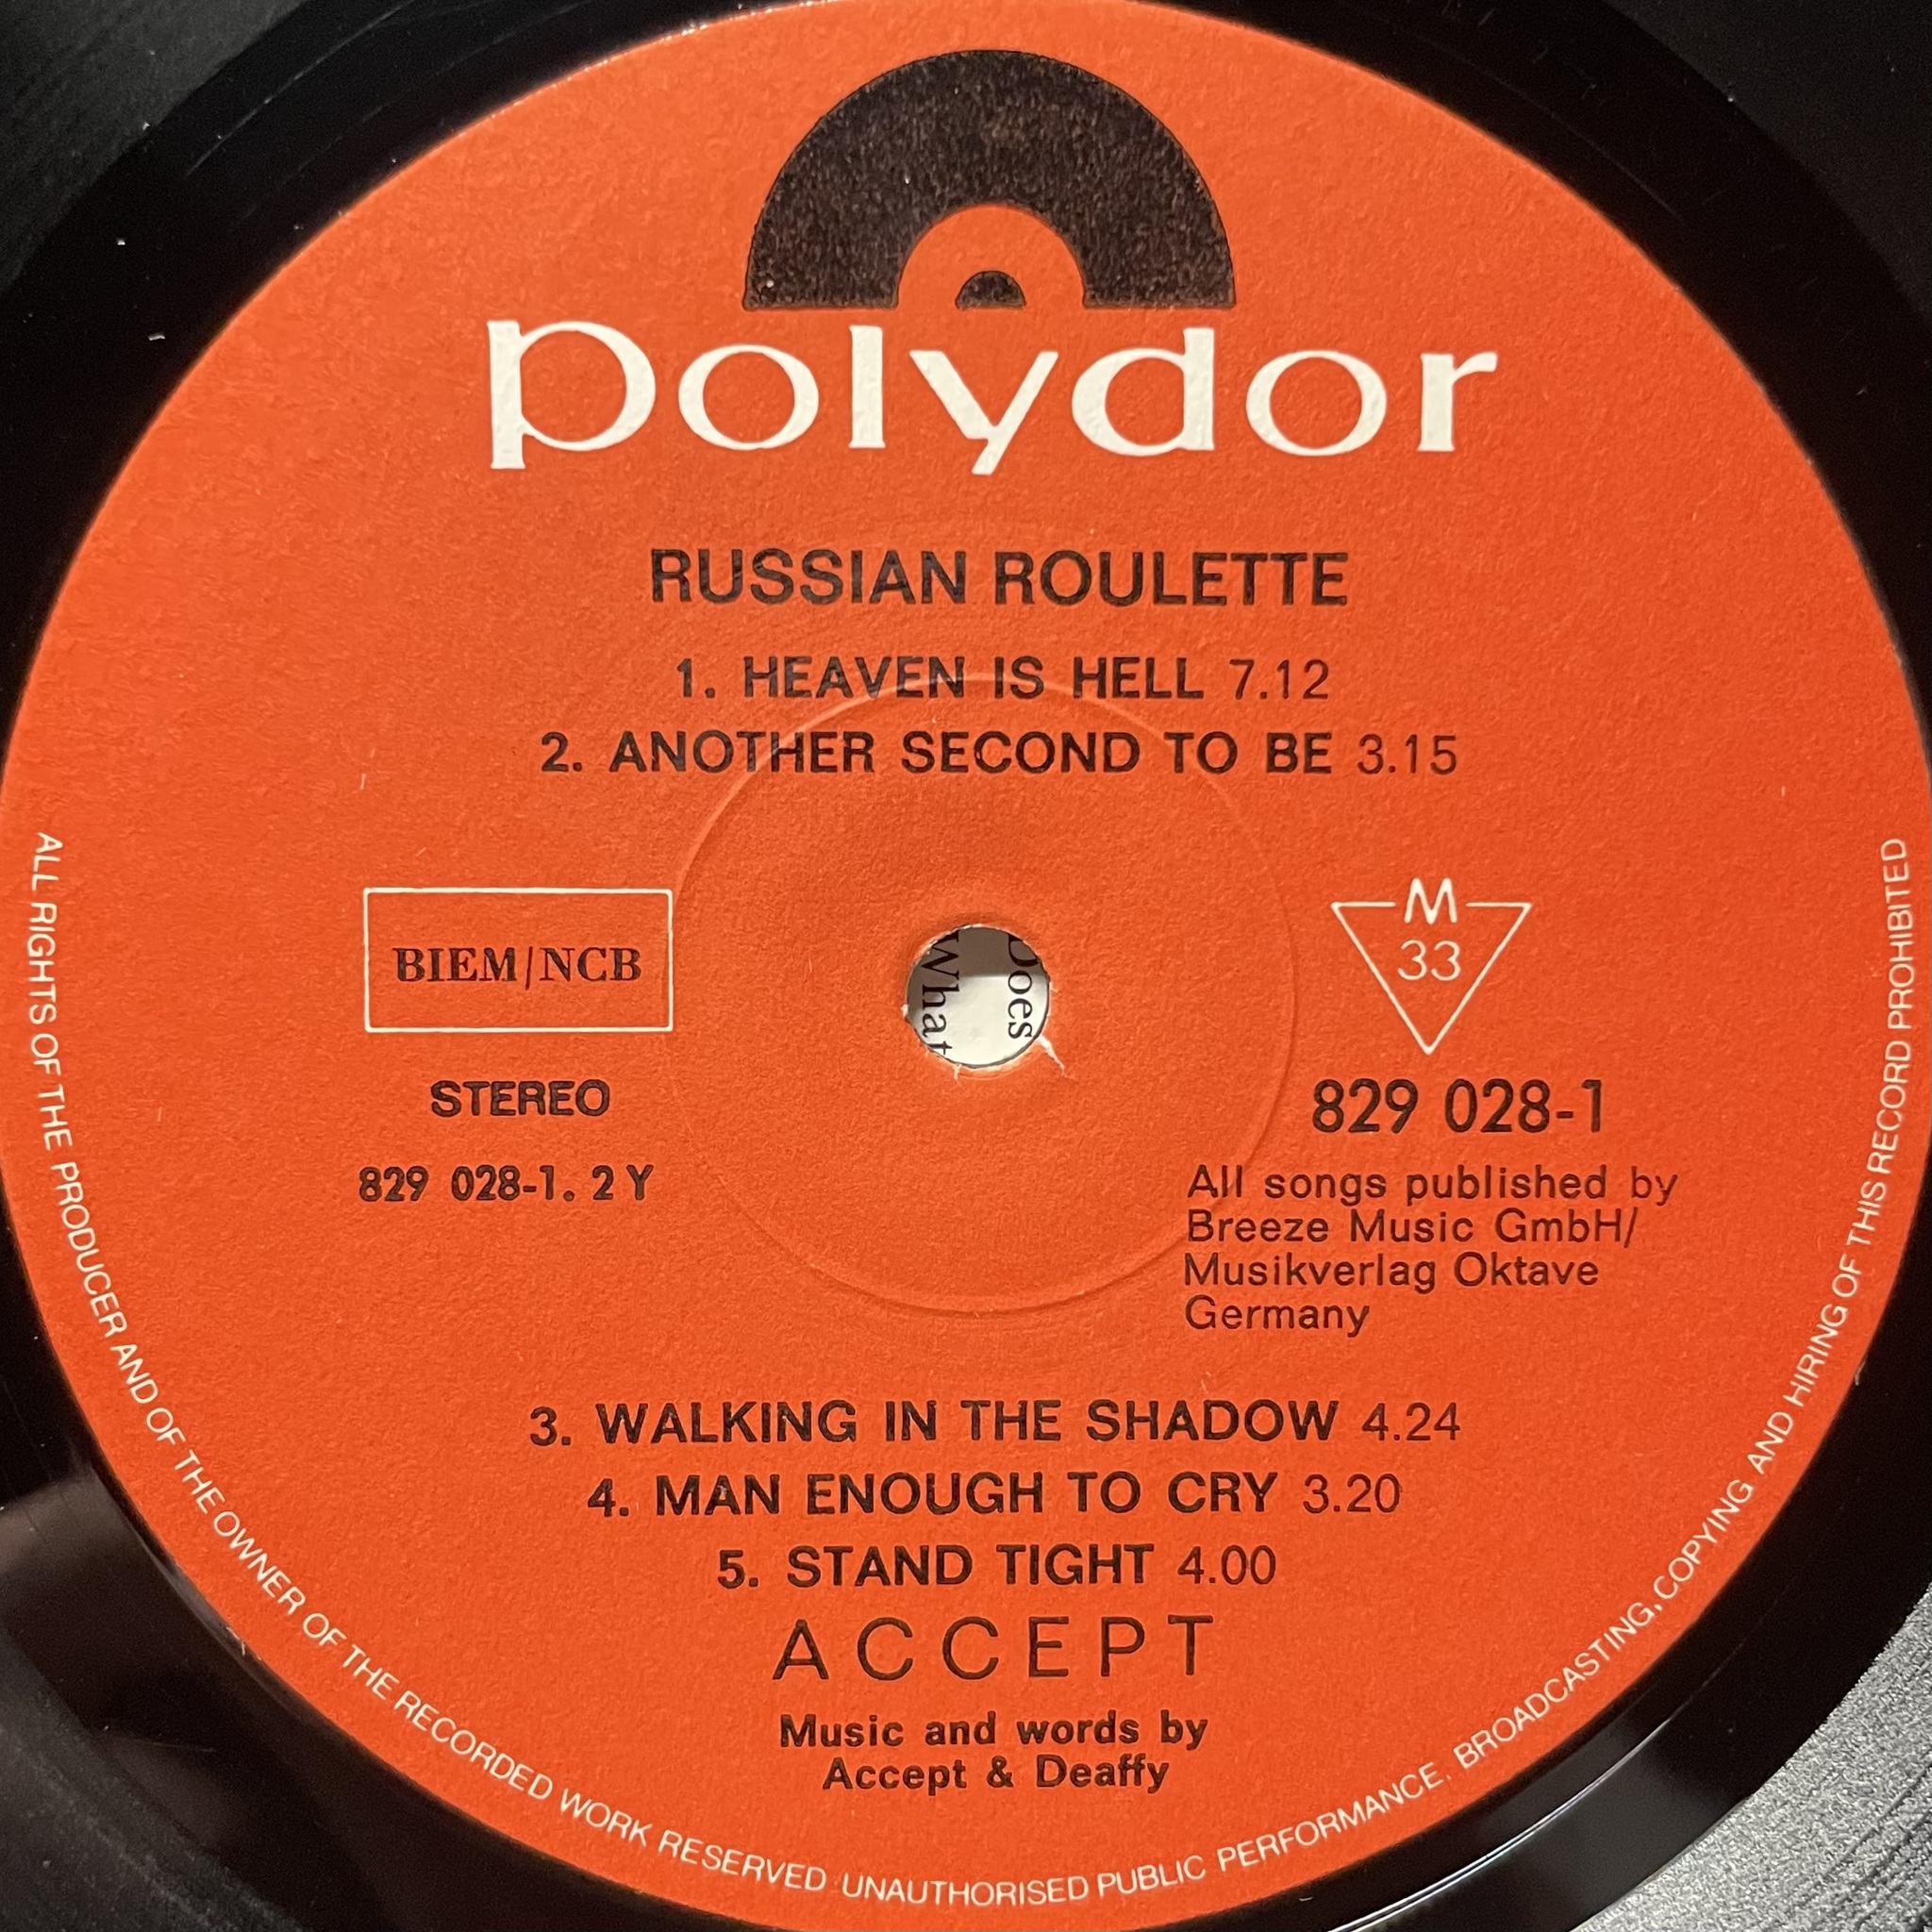 polydor
RUSSIAN ROULETTE
1. HEAVEN IS HELL 7.12
2. ANOTHER SECOND TO BE 3.15
BIEM/NCB
STEREO
829 028-1. 2 Y
M
33
829 028-1
All songs published by
Breeze Music GmbH/
Musikverlag Oktave
Germany
What
Does
3. WALKING IN THE SHADOW 4.24
4. MAN ENOUGH TO CRY 3.20
5. STAND TIGHT 4.00
ACCEPT
Music and words by
Accept & Deaffy
ALL RIGHTS OF THE PRODUCER AND OF THE OWNER OF THE RECORDED WORK RESERVED UNAUTHORISED PUBLIC PERFORMANCE, BROADCASTING, COPYING AND HIRING OF THIS RECORD PROHIBITED